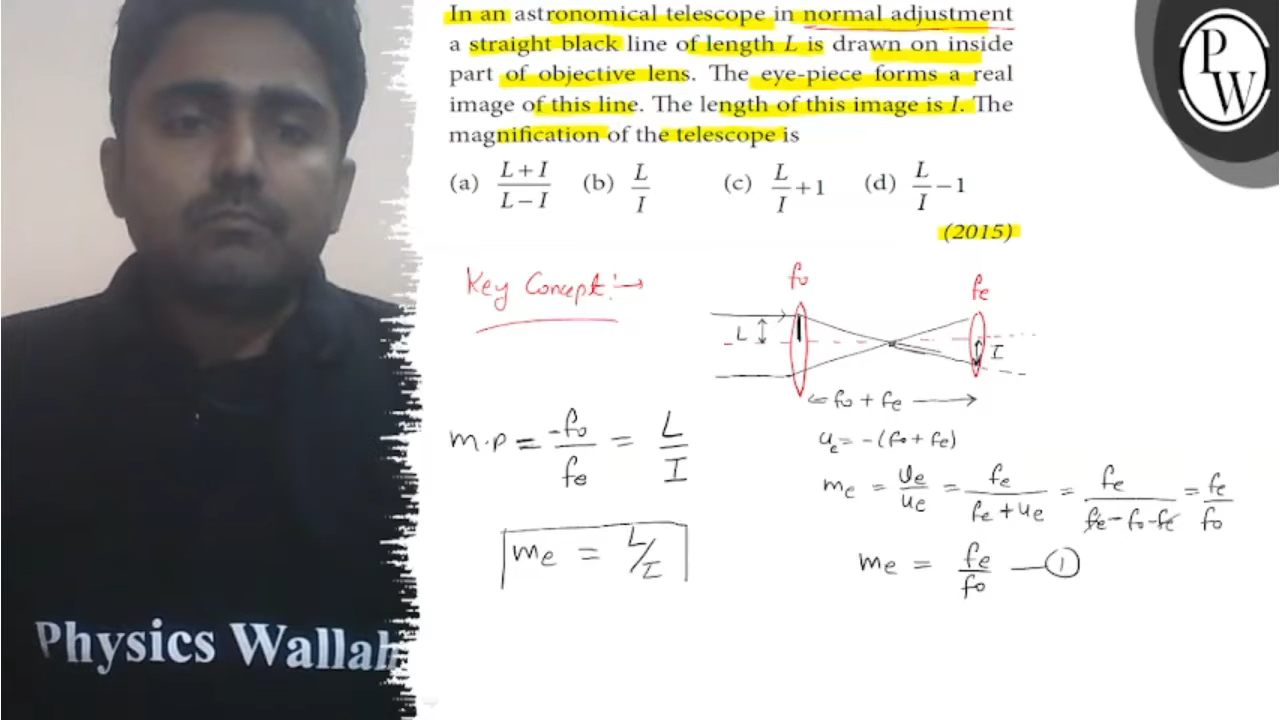 In an astronomical telescope in normal adjustment
a straight black line of length L is drawn on inside
part of objective lens. The eye-piece forms a real
image of this line. The length of this image is I. The
magnification of the telescope is
(a) L+I/L−I (b) L/I (c) L/I +1 (d) L/I −1
(2015)
PW
Key Concept:→
fo
fe
L
I
fo + fe
m.p = -fo/fe = L/I
ue = -(fo + fe)
me = ve/ue = fe/fe + ue = fe/fe - fo - fe = fe/fo
me = L/I
me = fe/fo — 1
Physics Wallah